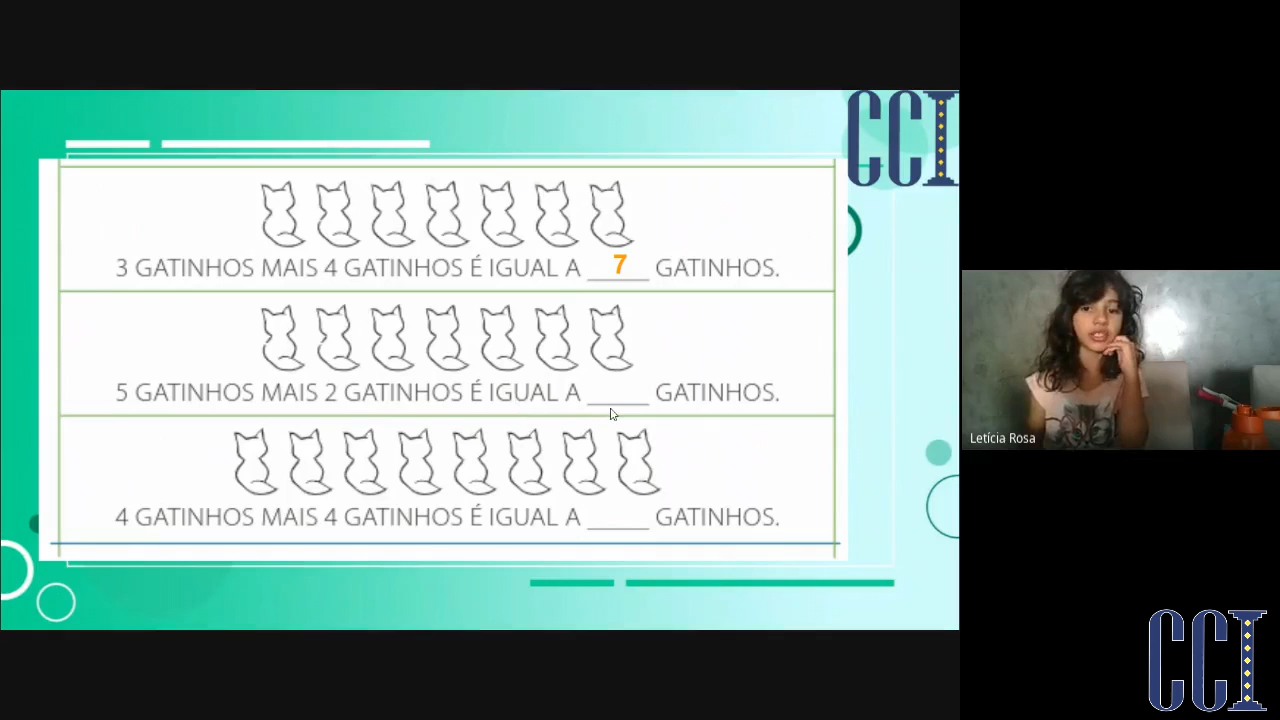 CCI
3 GATINHOS MAIS 4 GATINHOS É IGUAL A 7 GATINHOS.
5 GATINHOS MAIS 2 GATINHOS É IGUAL A _____ GATINHOS.
4 GATINHOS MAIS 4 GATINHOS É IGUAL A _____ GATINHOS.
Letícia Rosa
CCI